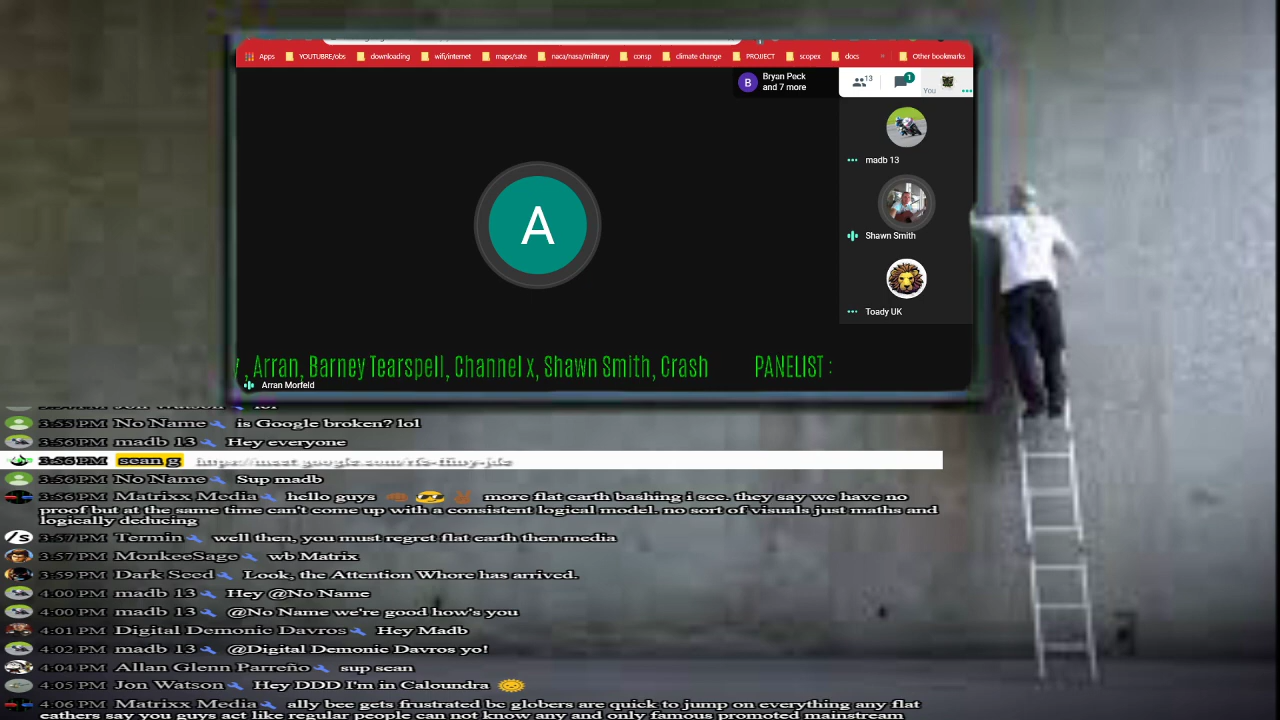 Apps YOUTUBRE/obs downloading wifi/internet maps/sate naca/nasa/militrary consp climate change PROJECT scopex docs Other bookmarks
Bryan Peck
and 7 more
13
1
You
B
madb 13
A
Shawn Smith
Toady UK
, Arran, Barney Tearspell, Channel x, Shawn Smith, Crash PANELIST :
Arran Morfeld
Jon Watson lol
3:55 PM No Name is Google broken? lol
3:56 PM madb 13 Hey everyone
3:56 PM sean g
3:56 PM No Name Sup madb
3:56 PM Matrixx Media hello guys 👊 😎 🤘 more flat earth bashing i see. they say we have no
proof but at the same time can't come up with a consistent logical model. no sort of visuals just maths and
logically deducing
/s
3:57 PM Termin well then, you must regret flat earth then media
3:57 PM MonkeeSage wb Matrix
3:59 PM Dark Seed Look, the Attention Whore has arrived.
4:00 PM madb 13 Hey @No Name
4:00 PM madb 13 @No Name we're good how's you
4:01 PM Digital Demonic Davros Hey Madb
4:02 PM madb 13 @Digital Demonic Davros yo!
4:04 PM Allan Glenn Parreño sup sean
4:05 PM Jon Watson Hey DDD I'm in Caloundra 🌞
4:06 PM Matrixx Media ally bee gets frustrated bc globers are quick to jump on everything any flat
eathers say you guys act like regular people can not know any and only famous promoted mainstream